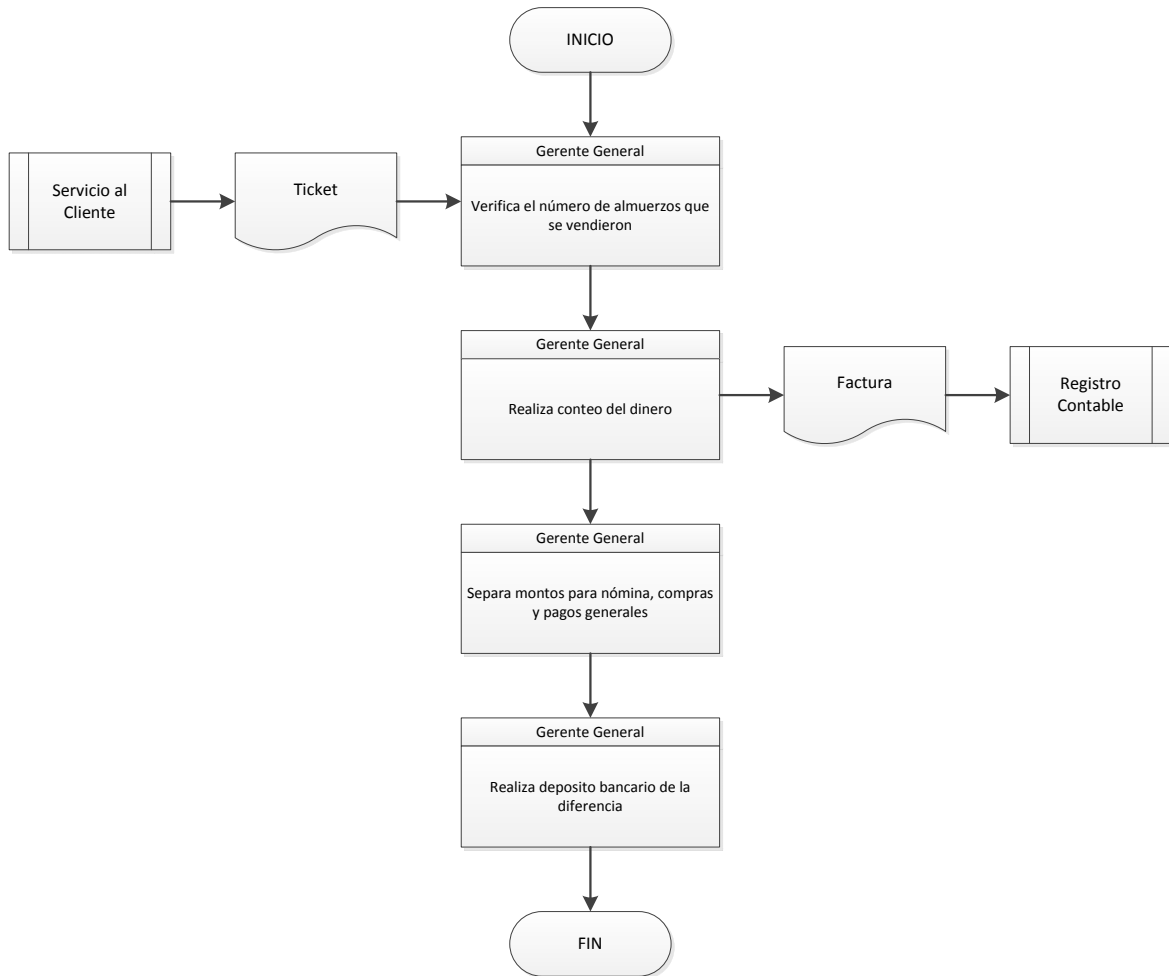 INICIO
Gerente General
Servicio al
Cliente
Ticket
Verifica el número de almuerzos que
se vendieron
Gerente General
Realiza conteo del dinero
Factura
Registro
Contable
Gerente General
Separa montos para nómina, compras
y pagos generales
Gerente General
Realiza deposito bancario de la
diferencia
FIN